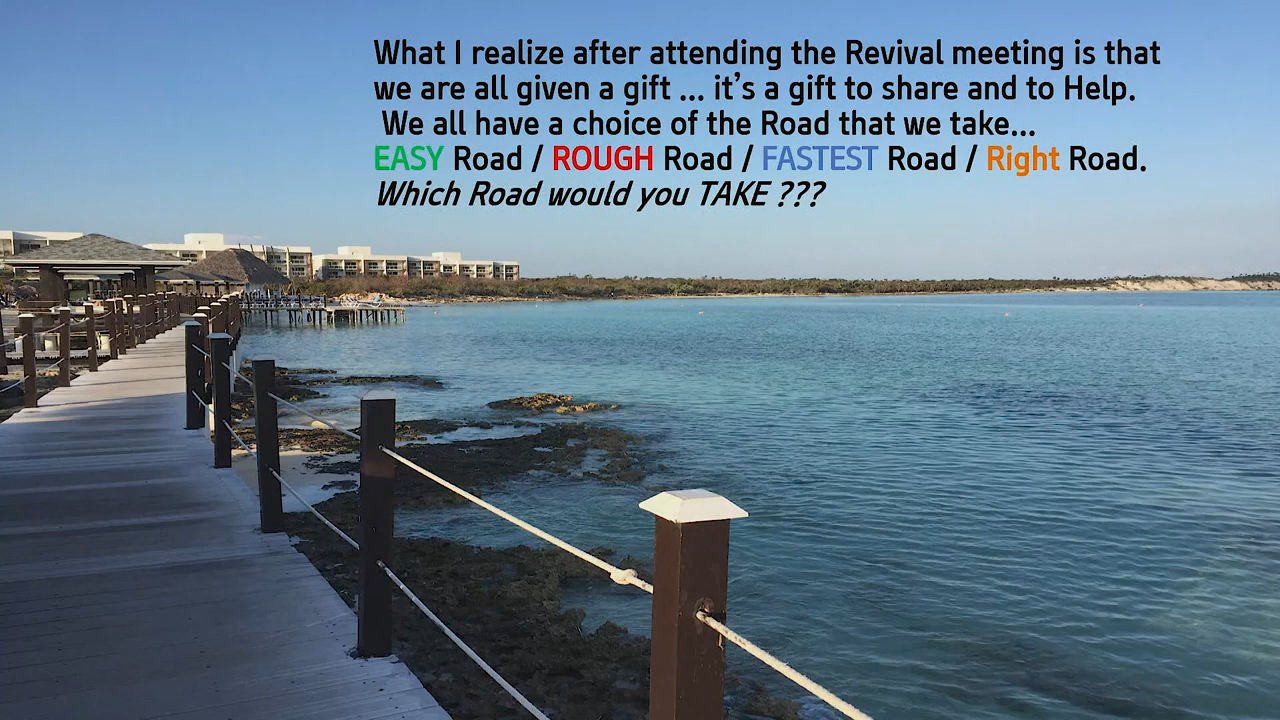 What I realize after attending the Revival meeting is that
we are all given a gift ... it’s a gift to share and to Help.
We all have a choice of the Road that we take...
EASY Road / ROUGH Road / FASTEST Road / Right Road.
Which Road would you TAKE ???